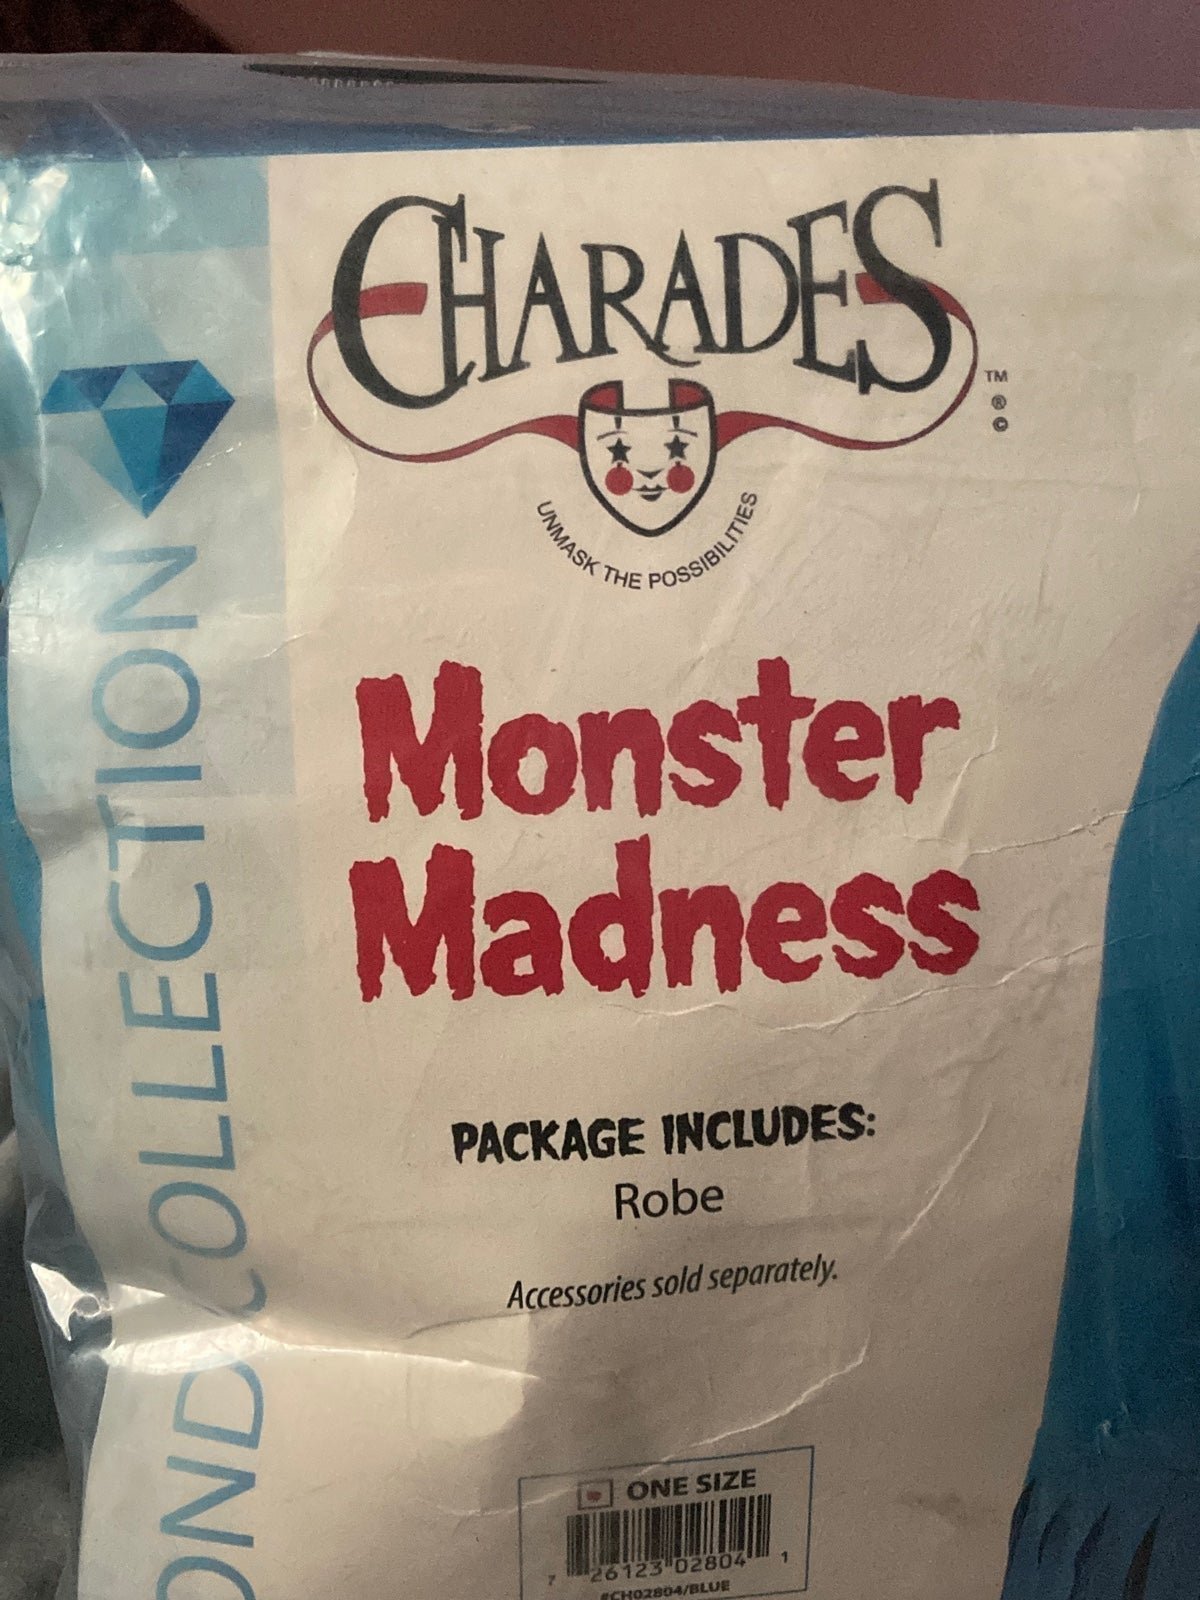 CHARADES
TM
®
©
UNMASK THE POSSIBILITIES
Monster
Madness
PACKAGE INCLUDES:
Robe
Accessories sold separately.
ONE SIZE
7 26123 02804 1
#CH02804/BLUE
COLLECTION